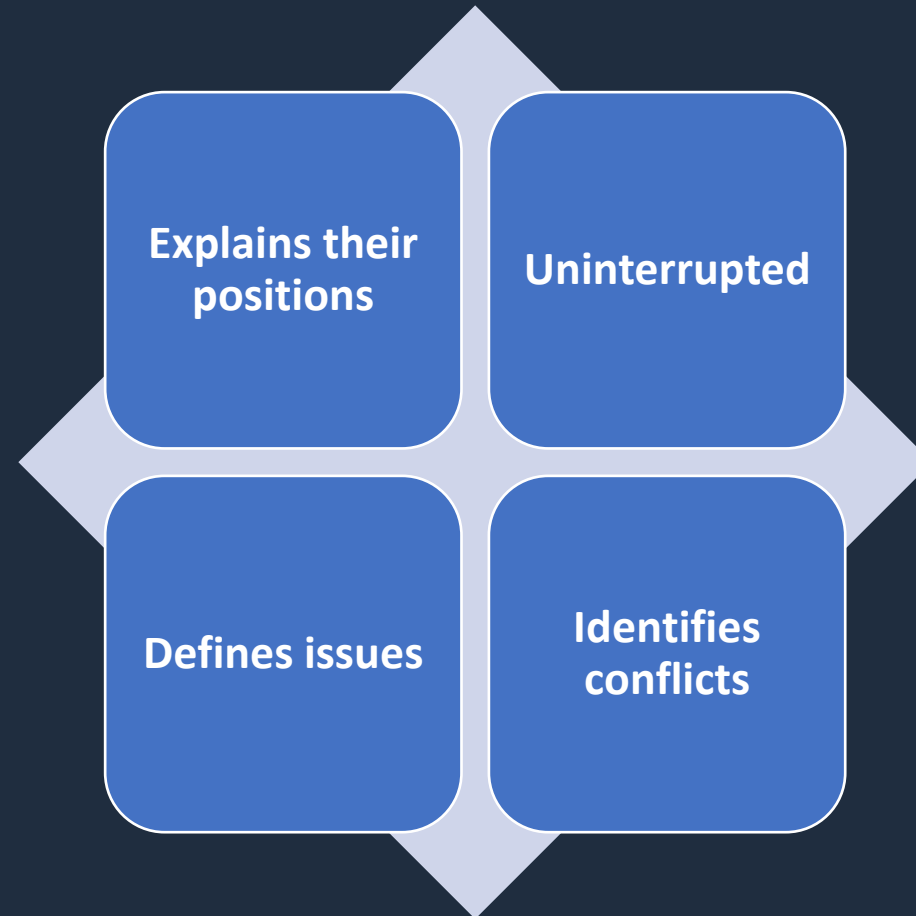 Explains their
positions
Uninterrupted
Defines issues
Identifies
conflicts